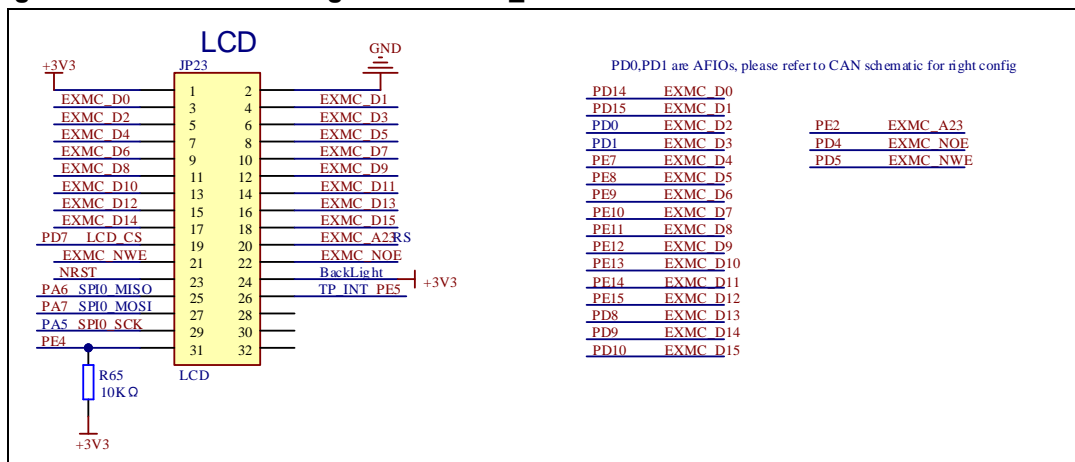 LCD
GND
+3V3
JP23
1 2
EXMC_D0 3 4 EXMC_D1
EXMC_D2 5 6 EXMC_D3
EXMC_D4 7 8 EXMC_D5
EXMC_D6 9 10 EXMC_D7
EXMC_D8 11 12 EXMC_D9
EXMC_D10 13 14 EXMC_D11
EXMC_D12 15 16 EXMC_D13
EXMC_D14 17 18 EXMC_D15
PD7 LCD_CS 19 20 EXMC_A23 RS
EXMC_NWE 21 22 EXMC_NOE
NRST 23 24 BackLight +3V3
PA6 SPI0_MISO 25 26 TP_INT PE5
PA7 SPI0_MOSI 27 28
PA5 SPI0_SCK 29 30
PE4 31 32
LCD
R65
10KΩ
+3V3
PD0,PD1 are AFIOs, please refer to CAN schematic for right config
PD14 EXMC_D0
PD15 EXMC_D1
PD0 EXMC_D2
PD1 EXMC_D3
PE7 EXMC_D4
PE8 EXMC_D5
PE9 EXMC_D6
PE10 EXMC_D7
PE11 EXMC_D8
PE12 EXMC_D9
PE13 EXMC_D10
PE14 EXMC_D11
PE15 EXMC_D12
PD8 EXMC_D13
PD9 EXMC_D14
PD10 EXMC_D15
PE2 EXMC_A23
PD4 EXMC_NOE
PD5 EXMC_NWE